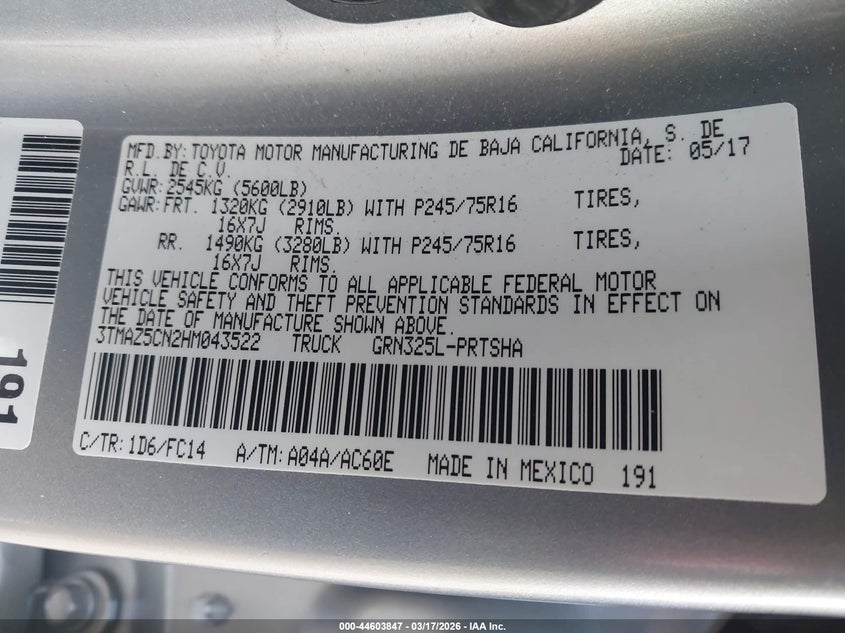 MFD.BY:TOYOTA MOTOR MANUFACTURING DE BAJA CALIFORNIA, S. DE
R.L. DE C.V. DATE: 05/17
GVWR:2545KG (5600LB)
GAWR:FRT. 1320KG (2910LB) WITH P245/75R16 TIRES,
16X7J RIMS.
RR. 1490KG (3280LB) WITH P245/75R16 TIRES,
16X7J RIMS.
THIS VEHICLE CONFORMS TO ALL APPLICABLE FEDERAL MOTOR
VEHICLE SAFETY AND THEFT PREVENTION STANDARDS IN EFFECT ON
THE DATE OF MANUFACTURE SHOWN ABOVE.
3TMAZ5CN2HM043522 TRUCK GRN325L-PRTSHA
C/TR:1D6/FC14 A/TM:A04A/AC60E MADE IN MEXICO 191
191
000-44603847 - 03/17/2026 - IAA Inc.